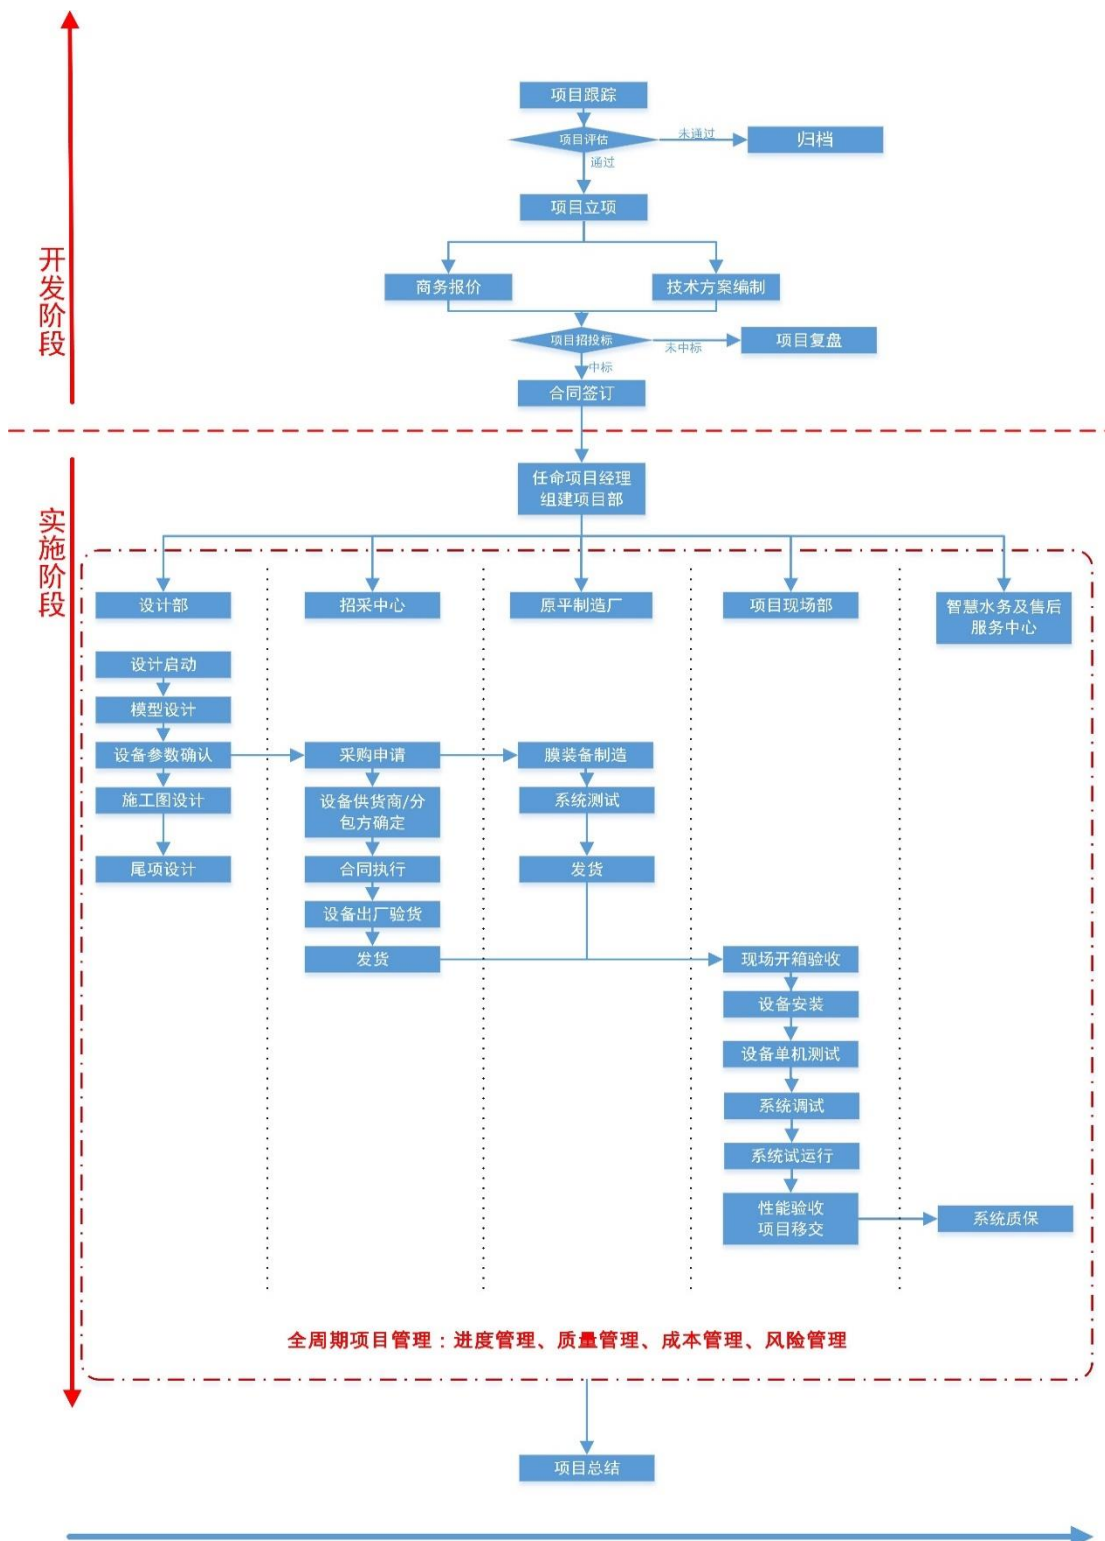 项目跟踪
项目评估
未通过
归档
通过
项目立项
开发阶段
商务报价
技术方案编制
项目招投标
未中标
项目复盘
中标
合同签订
任命项目经理
组建项目部
实施阶段
设计部
招采中心
原平制造厂
项目现场部
智慧水务及售后
服务中心
设计启动
模型设计
设备参数确认
采购申请
膜装备制造
施工图设计
设备供货商/分
包方确定
系统测试
尾项设计
合同执行
发货
设备出厂验货
发货
现场开箱验收
设备安装
设备单机测试
系统调试
系统试运行
性能验收
项目移交
系统质保
全周期项目管理：进度管理、质量管理、成本管理、风险管理
项目总结